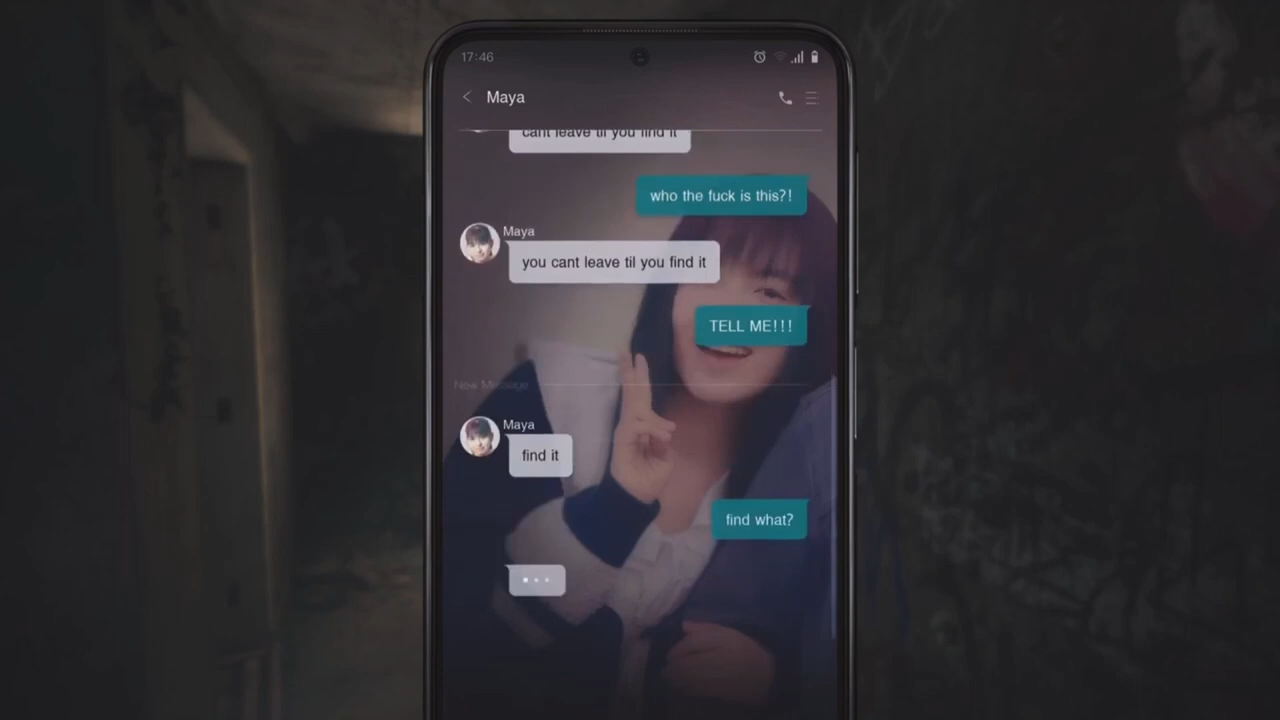 17:46
Maya
cant leave til you find it
who the fuck is this?!
Maya
you cant leave til you find it
TELL ME!!!
New Message
Maya
find it
find what?